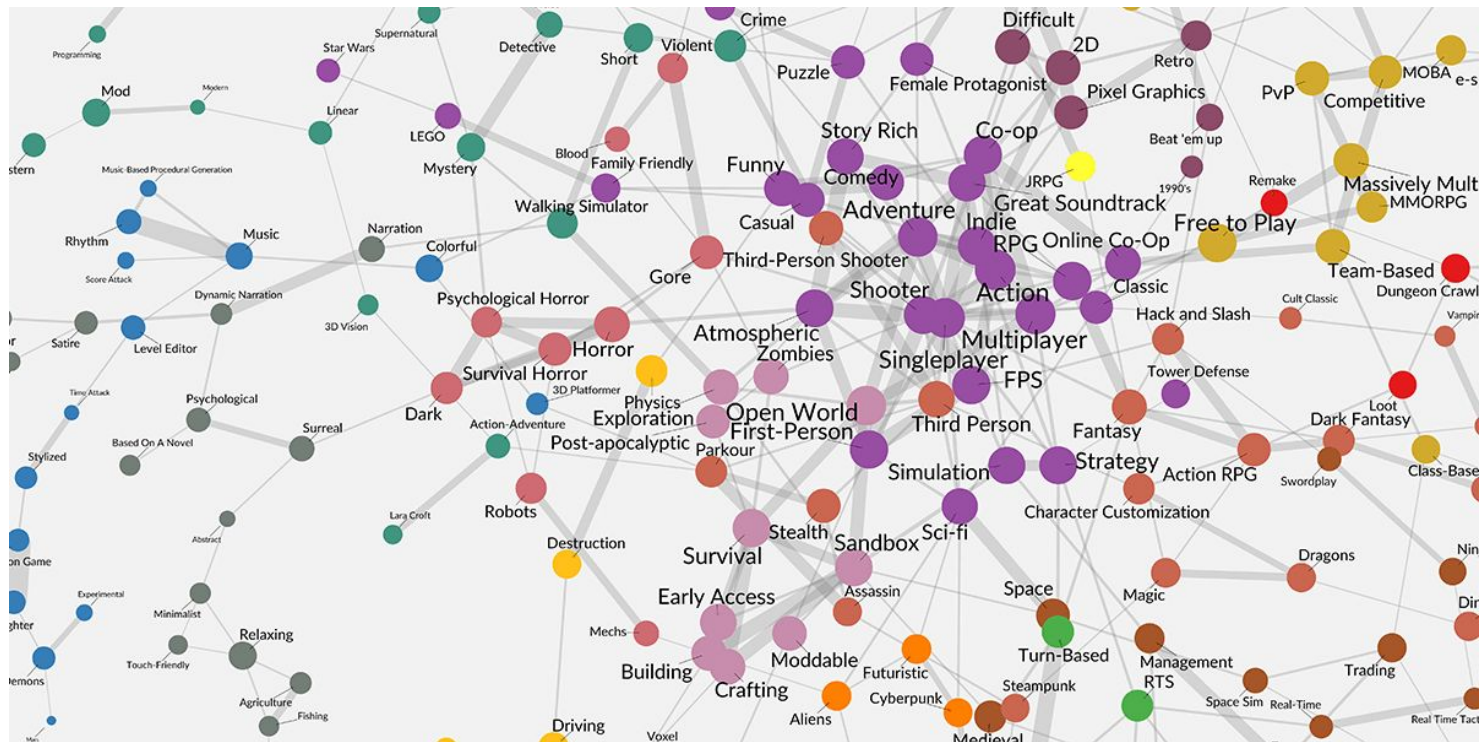 Programming
Supernatural
Star Wars
Detective
Short
Violent
Crime
Puzzle
Female Protagonist
Difficult
2D
Retro
PvP
Competitive
MOBA
e-s
Mod
Modern
Linear
LEGO
Mystery
Blood
Family Friendly
Story Rich
Co-op
Pixel Graphics
Beat 'em up
stern
Music-Based Procedural Generation
Walking Simulator
Funny
Comedy
JRPG
1990's
Remake
Massively Mult
MMORPG
Rhythm
Music
Narration
Colorful
Casual
Adventure
Great Soundtrack
Indie
RPG
Online Co-Op
Free to Play
Third-Person Shooter
Gore
Team-Based
Score Attack
Dynamic Narration
Psychological Horror
Shooter
Action
Classic
Dungeon Crawl
Satire
Level Editor
3D Vision
Horror
Atmospheric
Zombies
Multiplayer
Hack and Slash
Cult Classic
Vampir
Survival Horror
Singleplayer
FPS
Tower Defense
Time Attack
Psychological
Dark
3D Platformer
Physics
Exploration
Open World
First-Person
Third Person
Fantasy
Loot
Dark Fantasy
Based On A Novel
Surreal
Action-Adventure
Post-apocalyptic
Parkour
Simulation
Strategy
Action RPG
Swordplay
Class-Base
Stylized
Lara Croft
Robots
Stealth
Sci-fi
Character Customization
Abstract
Destruction
Survival
Sandbox
Dragons
Nin
on Game
Experimental
Minimalist
Early Access
Assassin
Space
Magic
Din
ghter
Relaxing
Touch-Friendly
Mechs
Building
Moddable
Crafting
Futuristic
Turn-Based
Management
RTS
Trading
Demons
Agriculture
Fishing
Aliens
Cyberpunk
Steampunk
Space Sim
Real-Time
Real Time Tact
Driving
Voxel
Medieval